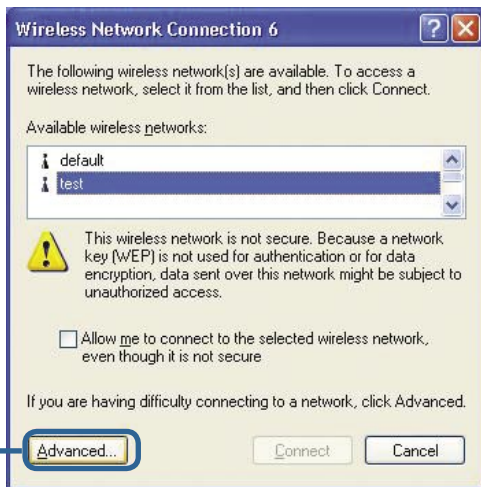 Wireless Network Connection 6
The following wireless network(s) are available. To access a
wireless network, select it from the list, and then click Connect.
Available wireless networks:
default
test
This wireless network is not secure. Because a network
key (WEP) is not used for authentication or for data
encryption, data sent over this network might be subject to
unauthorized access.
Allow me to connect to the selected wireless network,
even though it is not secure
If you are having difficulty connecting to a network, click Advanced.
Advanced... Connect Cancel